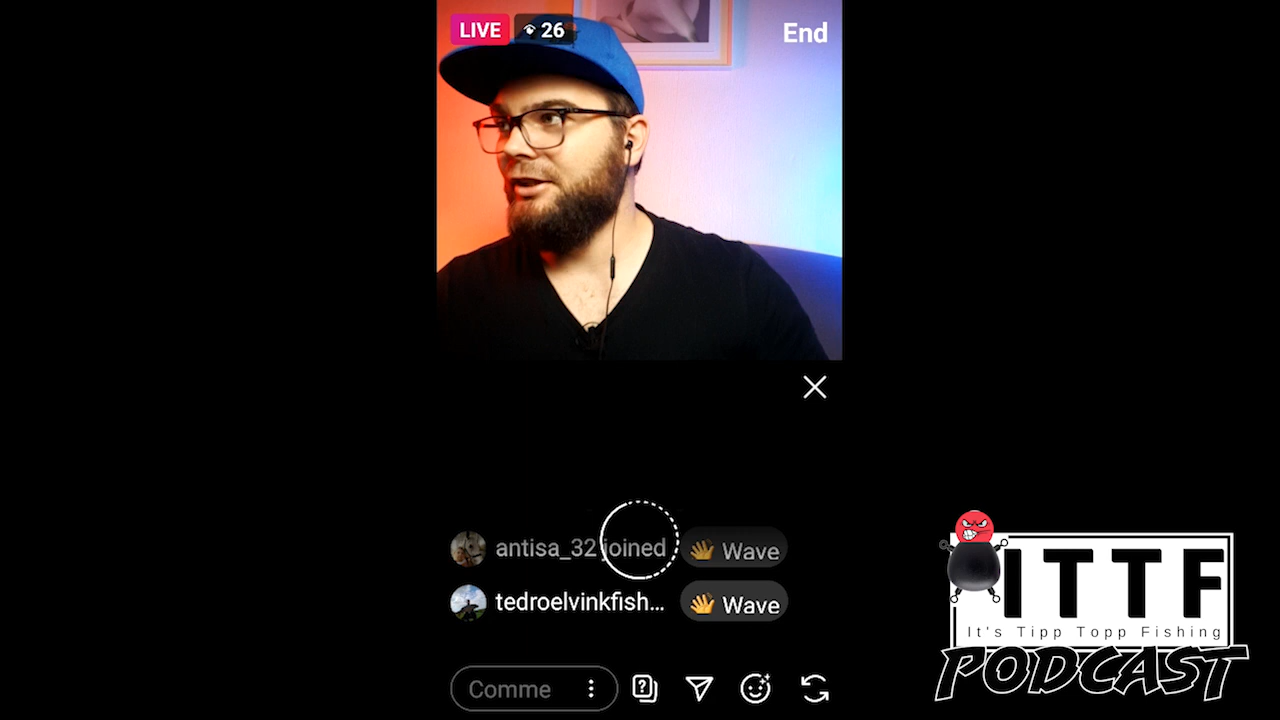 LIVE
26
End
antisa_32 joined
Wave
tedroelvinkfish...
Wave
Comme
?
ITTF
It's Tipp Topp Fishing
PODCAST